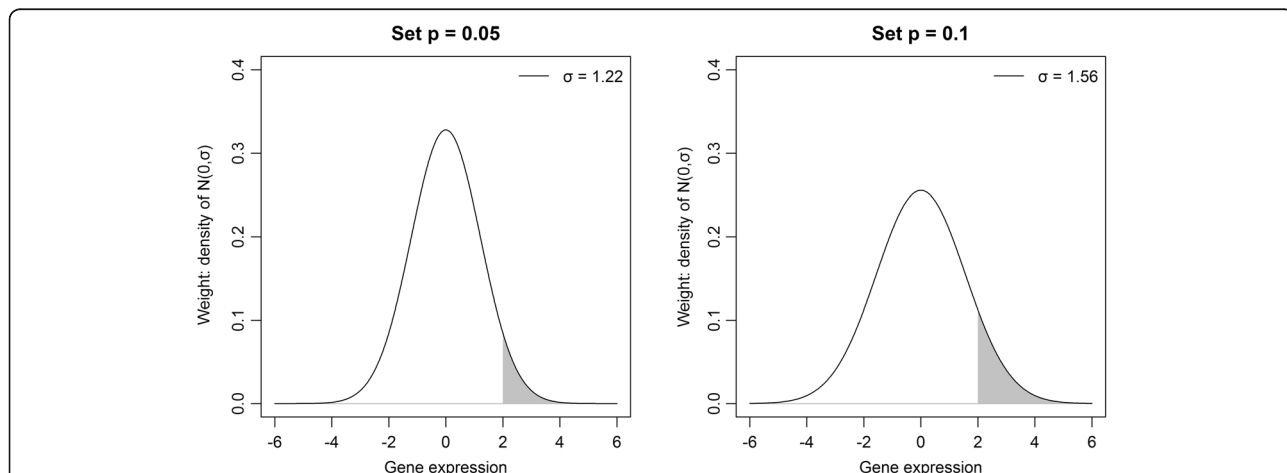 Set p = 0.05
σ = 1.22
Weight: density of N(0,σ)
0.4
0.3
0.2
0.1
0.0
-6 -4 -2 0 2 4 6
Gene expression
Set p = 0.1
σ = 1.56
Weight: density of N(0,σ)
0.4
0.3
0.2
0.1
0.0
-6 -4 -2 0 2 4 6
Gene expression